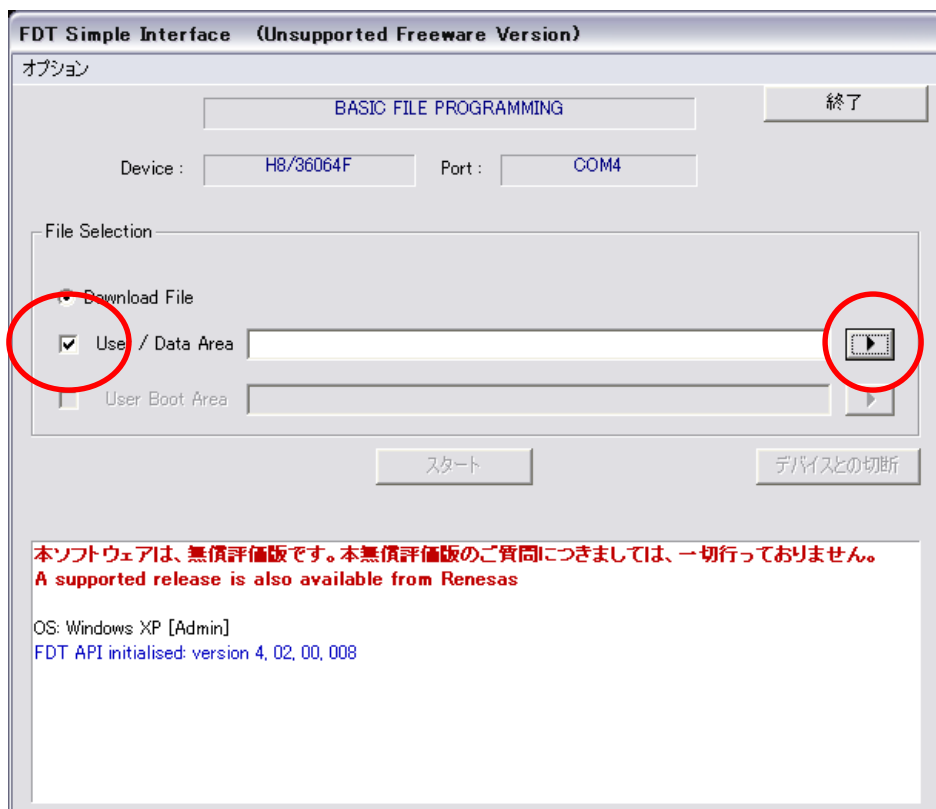 FDT Simple Interface (Unsupported Freeware Version)
オプション
BASIC FILE PROGRAMMING
終了
Device : H8/36064F Port : COM4
File Selection
Download File
User / Data Area
User Boot Area
スタート デバイスとの切断
本ソフトウェアは、無償評価版です。本無償評価版のご質問につきましては、一切行っておりません。
A supported release is also available from Renesas
OS: Windows XP [Admin]
FDT API initialised: version 4, 02, 00, 008